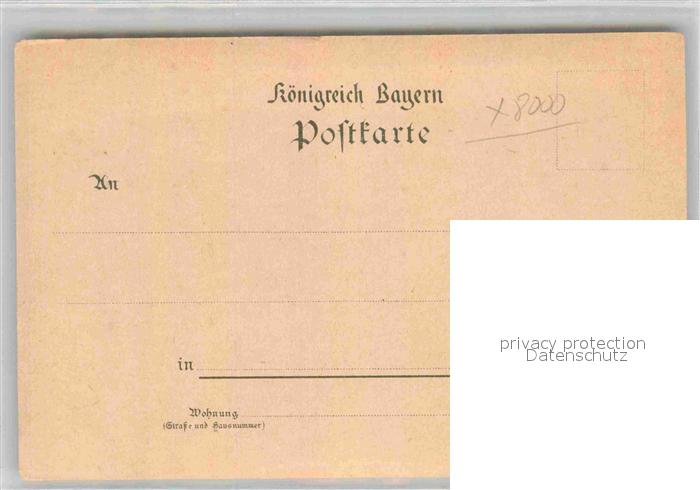 Königreich Bayern
x 8000
Postkarte
An
privacy protection
Datenschutz
in
Wohnung
(Straße und Hausnummer)